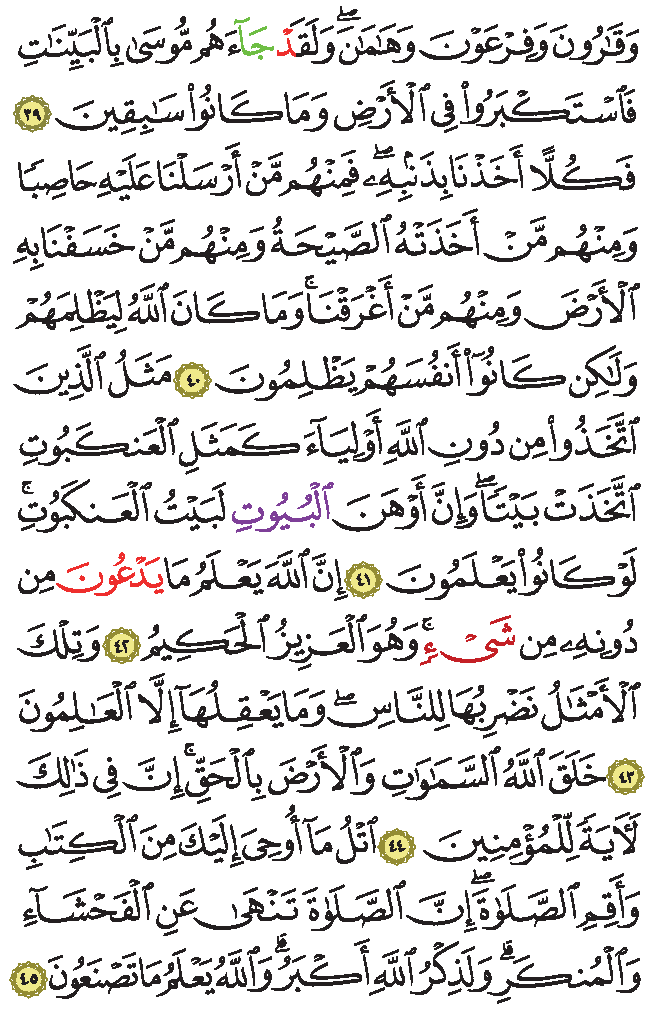 وَقَٰرُونَ وَفِرۡعَوۡنَ وَهَٰمَٰنَۖ وَلَقَدۡ جَآءَهُم مُّوسَىٰ بِٱلۡبَيِّنَٰتِ
فَٱسۡتَكۡبَرُواْ فِي ٱلۡأَرۡضِ وَمَا كَانُواْ سَٰبِقِينَ ٣٩
فَكُلًّا أَخَذۡنَا بِذَنۢبِهِۦۖ فَمِنۡهُم مَّنۡ أَرۡسَلۡنَا عَلَيۡهِ حَاصِبٗا
وَمِنۡهُم مَّنۡ أَخَذَتۡهُ ٱلصَّيۡحَةُ وَمِنۡهُم مَّنۡ خَسَفۡنَا بِهِ
ٱلۡأَرۡضَ وَمِنۡهُم مَّنۡ أَغۡرَقۡنَاۚ وَمَا كَانَ ٱللَّهُ لِيَظۡلِمَهُمۡ
وَلَٰكِن كَانُوٓاْ أَنفُسَهُمۡ يَظۡلِمُونَ ٤٠ مَثَلُ ٱلَّذِينَ
ٱتَّخَذُواْ مِن دُونِ ٱللَّهِ أَوۡلِيَآءَ كَمَثَلِ ٱلۡعَنكَبُوتِ
ٱتَّخَذَتۡ بَيۡتٗاۖ وَإِنَّ أَوۡهَنَ ٱلۡبُيُوتِ لَبَيۡتُ ٱلۡعَنكَبُوتِۚ
لَوۡ كَانُواْ يَعۡلَمُونَ ٤١ إِنَّ ٱللَّهَ يَعۡلَمُ مَا يَدۡعُونَ مِن
دُونِهِۦ مِن شَيۡءٖۚ وَهُوَ ٱلۡعَزِيزُ ٱلۡحَكِيمُ ٤٢ وَتِلۡكَ
ٱلۡأَمۡثَٰلُ نَضۡرِبُهَا لِلنَّاسِۖ وَمَا يَعۡقِلُهَآ إِلَّا ٱلۡعَٰلِمُونَ
٤٣ خَلَقَ ٱللَّهُ ٱلسَّمَٰوَٰتِ وَٱلۡأَرۡضَ بِٱلۡحَقِّۚ إِنَّ فِي ذَٰلِكَ
لَأٓيَةٗ لِّلۡمُؤۡمِنِينَ ٤٤ ٱتۡلُ مَآ أُوحِيَ إِلَيۡكَ مِنَ ٱلۡكِتَٰبِ
وَأَقِمِ ٱلصَّلَوٰةَۖ إِنَّ ٱلصَّلَوٰةَ تَنۡهَىٰ عَنِ ٱلۡفَحۡشَآءِ
وَٱلۡمُنكَرِۗ وَلَذِكۡرُ ٱللَّهِ أَكۡبَرُۗ وَٱللَّهُ يَعۡلَمُ مَا تَصۡنَعُونَ ٤٥